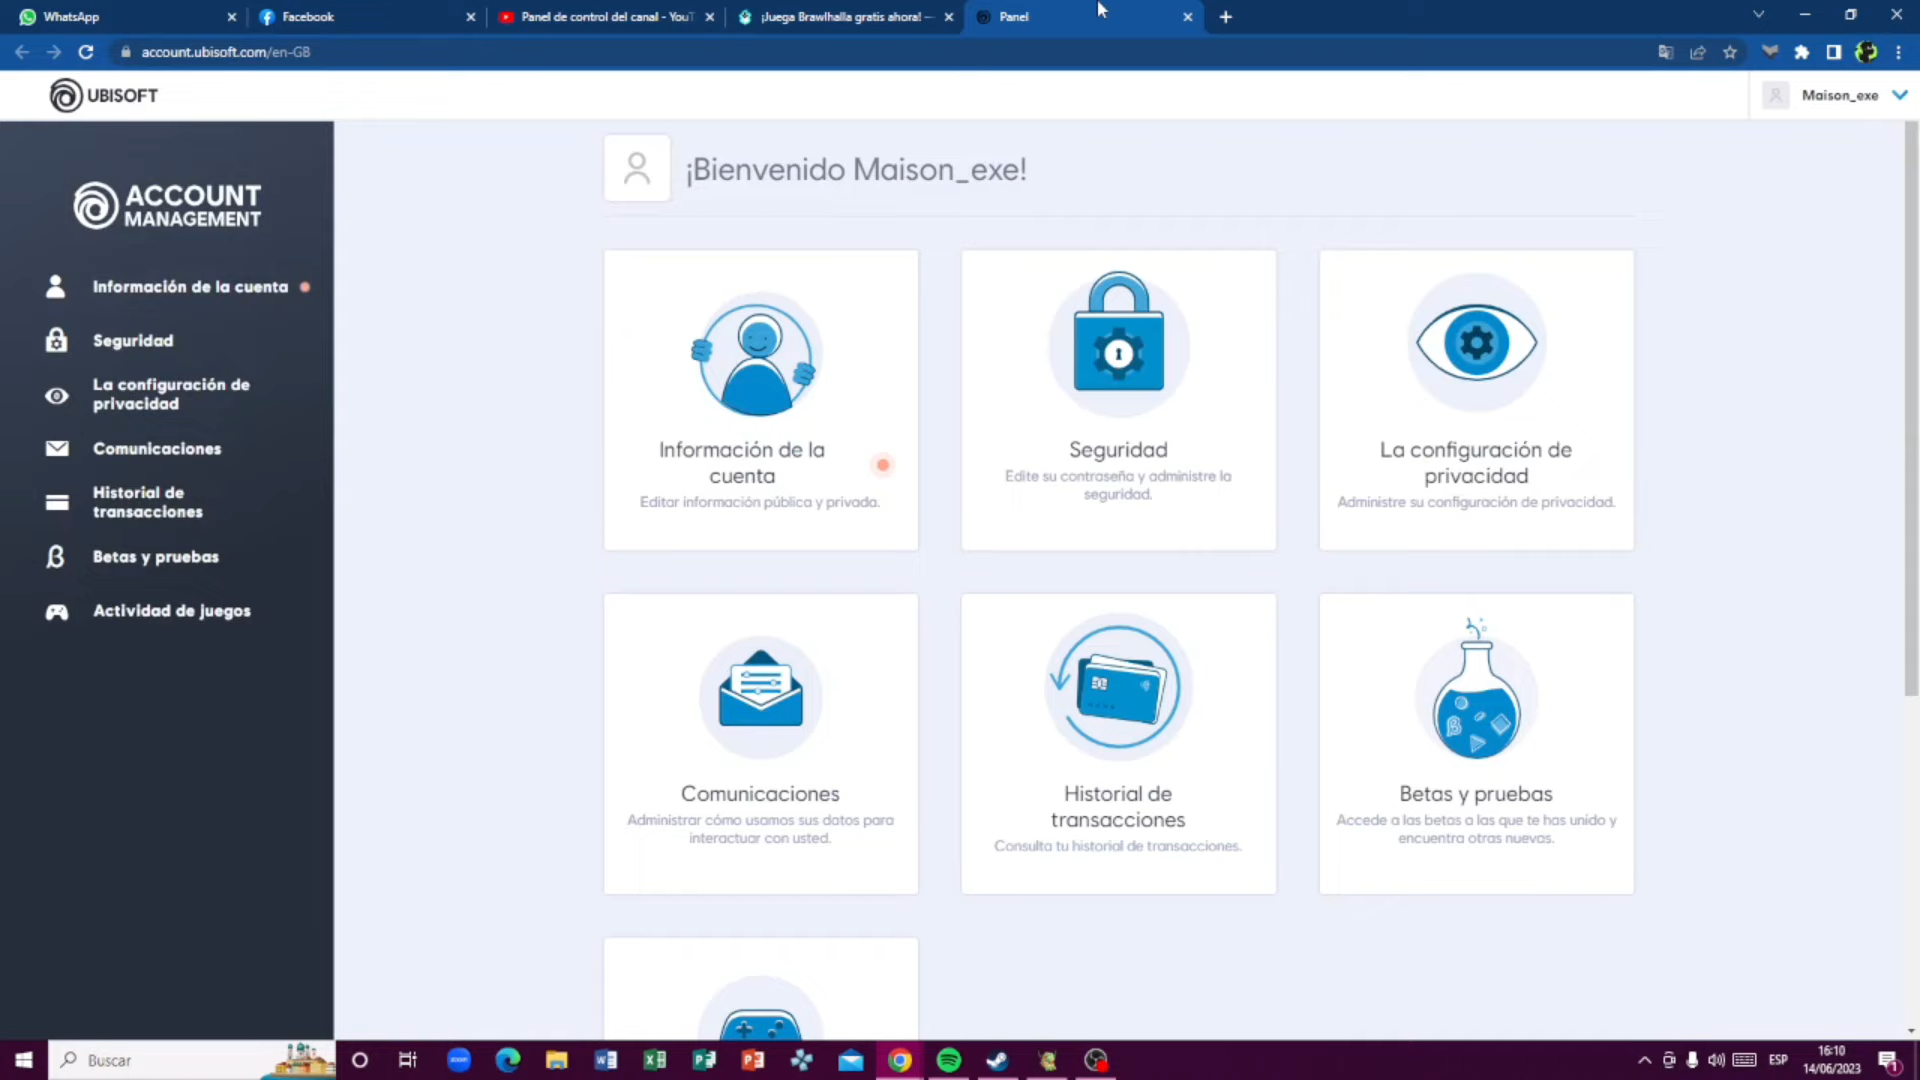 WhatsApp
Facebook
Panel de control del canal - YouT
¡Juega Brawlhalla gratis ahora! —
Panel
account.ubisoft.com/en-GB
UBISOFT
Maison_exe
ACCOUNT
MANAGEMENT
Información de la cuenta
Seguridad
La configuración de
privacidad
Comunicaciones
Historial de
transacciones
Betas y pruebas
Actividad de juegos
¡Bienvenido Maison_exe!
Información de la
cuenta
Editar información pública y privada.
Seguridad
Edite su contraseña y administre la
seguridad.
La configuración de
privacidad
Administre su configuración de privacidad.
Comunicaciones
Administrar cómo usamos sus datos para
interactuar con usted.
Historial de
transacciones
Consulta tu historial de transacciones.
Betas y pruebas
Accede a las betas a las que te has unido y
encuentra otras nuevas.
Buscar
ESP
16:10
14/06/2023
1